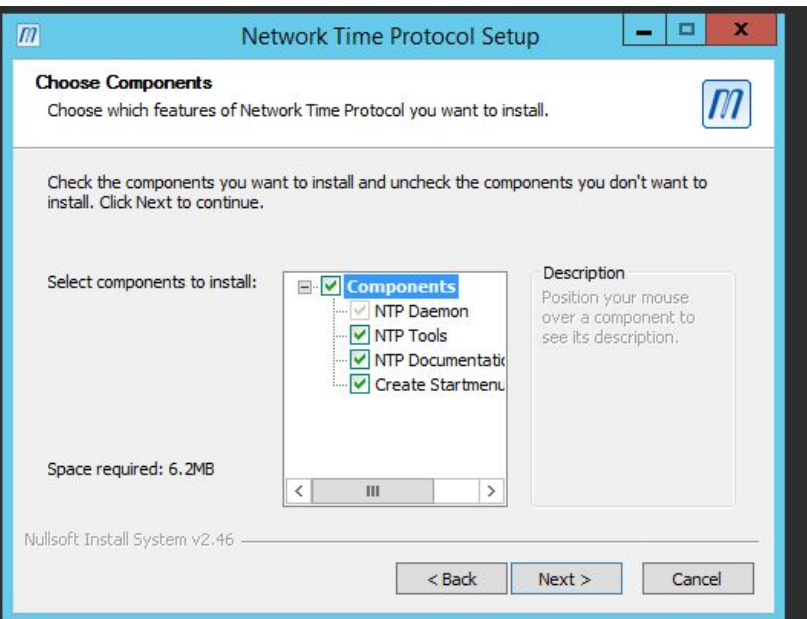 Network Time Protocol Setup
Choose Components
Choose which features of Network Time Protocol you want to install.
Check the components you want to install and uncheck the components you don't want to
install. Click Next to continue.
Select components to install:
Components
NTP Daemon
NTP Tools
NTP Documentatic
Create Startmenu
Description
Position your mouse
over a component to
see its description.
Space required: 6.2MB
Nullsoft Install System v2.46
< Back
Next >
Cancel